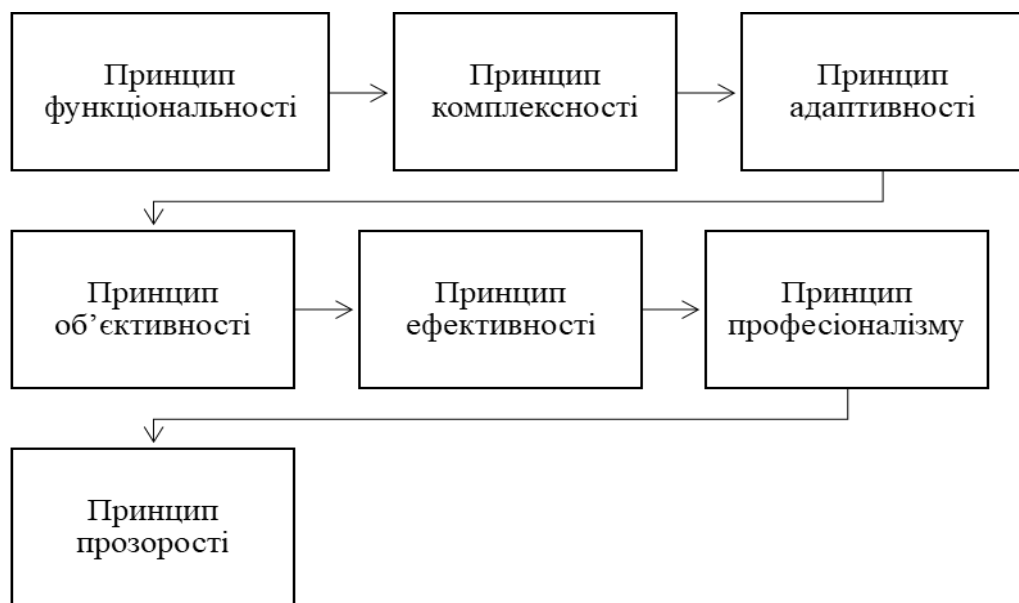 Принцип
функціональності
Принцип
комплексності
Принцип
адаптивності
Принцип
об’єктивності
Принцип
ефективності
Принцип
професіоналізму
Принцип
прозорості